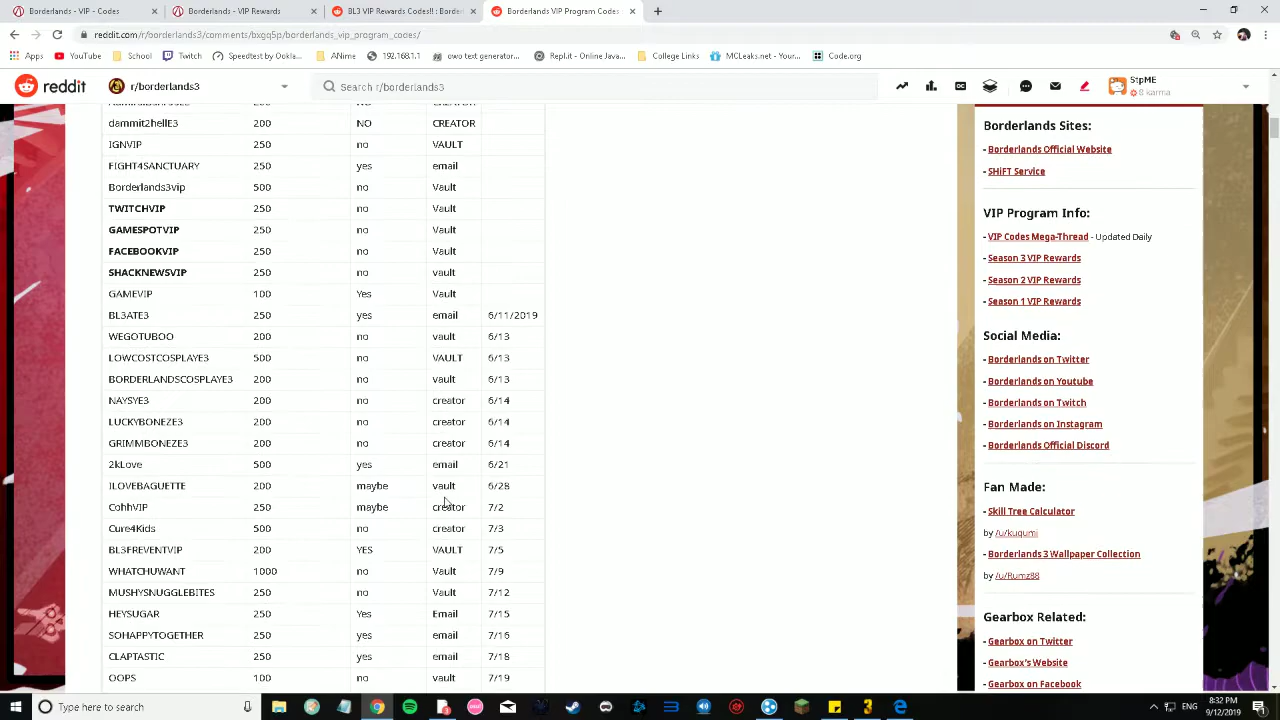 Borderlands 3 VIP Program Codes
BL3 VIP Rewards Codes!! : Border
Borderlands 3 VIP Program Codes
reddit.com/r/borderlands3/comments/bxgq5p/borderlands_vip_program_codes/
Apps YouTube School Twitch Speedtest by Ookla... ANime 192.168.1.1 dxd owo text generator Repl.it - Online Java... College Links MCLeaks.net - Your... Code.org
reddit r/borderlands3 Search r/borderlands3 StpME
8 karma
dammit2hellE3 200 NO CREATOR
IGNVIP 250 no VAULT
FIGHT4SANCTUARY 250 yes email
Borderlands3vip 500 no Vault
TWITCHVIP 250 no Vault
GAMESPOTVIP 250 no Vault
FACEBOOKVIP 250 no Vault
SHACKNEWSVIP 250 no vault
GAMEVIP 100 Yes Vault
BL3ATE3 250 yes email 6/11/2019
WEGOTUBOO 200 no vault 6/13
LOWCOSTCOSPLAYE3 500 no VAULT 6/13
BORDERLANDSCOSPLAYE3 200 no vault 6/13
NAYSYE3 200 no creator 6/14
LUCKYBONEZE3 200 no creator 6/14
GRIMMBONEZE3 200 no creator 6/14
2kLove 500 yes email 6/21
ILOVEBAGUETTE 200 maybe vault 6/28
CohhVIP 250 maybe creator 7/2
Cure4Kids 500 yes creator 7/3
BL3FREVENTVIP 200 YES VAULT 7/5
WHATCHUWANT 1000 no Vault 7/9
MUSHYSNUGGLEBITES 250 no Vault 7/12
HEYSUGAR 250 Yes Email 7/15
SOHAPPYTOGETHER 250 yes email 7/16
CLAPTASTIC 250 yes email 7/18
OOPS 100 no vault 7/19
Borderlands Sites:
- Borderlands Official Website
- SHiFT Service
VIP Program Info:
- VIP Codes Mega-Thread - Updated Daily
- Season 3 VIP Rewards
- Season 2 VIP Rewards
- Season 1 VIP Rewards
Social Media:
- Borderlands on Twitter
- Borderlands on Youtube
- Borderlands on Twitch
- Borderlands on Instagram
- Borderlands Official Discord
Fan Made:
- Skill Tree Calculator
by /u/kuqumi
- Borderlands 3 Wallpaper Collection
by /u/Rumz88
Gearbox Related:
- Gearbox on Twitter
- Gearbox's Website
- Gearbox on Facebook
Type here to search
ENG 8:32 PM
9/12/2019